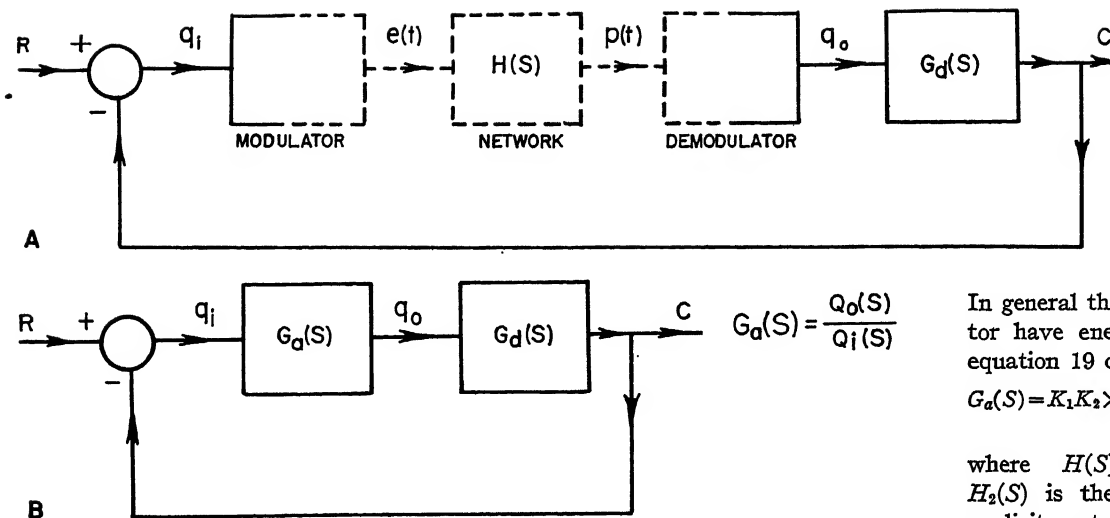 R + q_i e(t) p(t) q_o C
H(S) G_d(S)
−
MODULATOR NETWORK DEMODULATOR
A
R + q_i q_o C
G_a(S) G_d(S) G_a(S) = Q_o(S)/Q_i(S)
−
B
In general th
tor have ene
equation 19 c
G_a(S)=K_1K_2×
where H(S)
H_2(S) is the